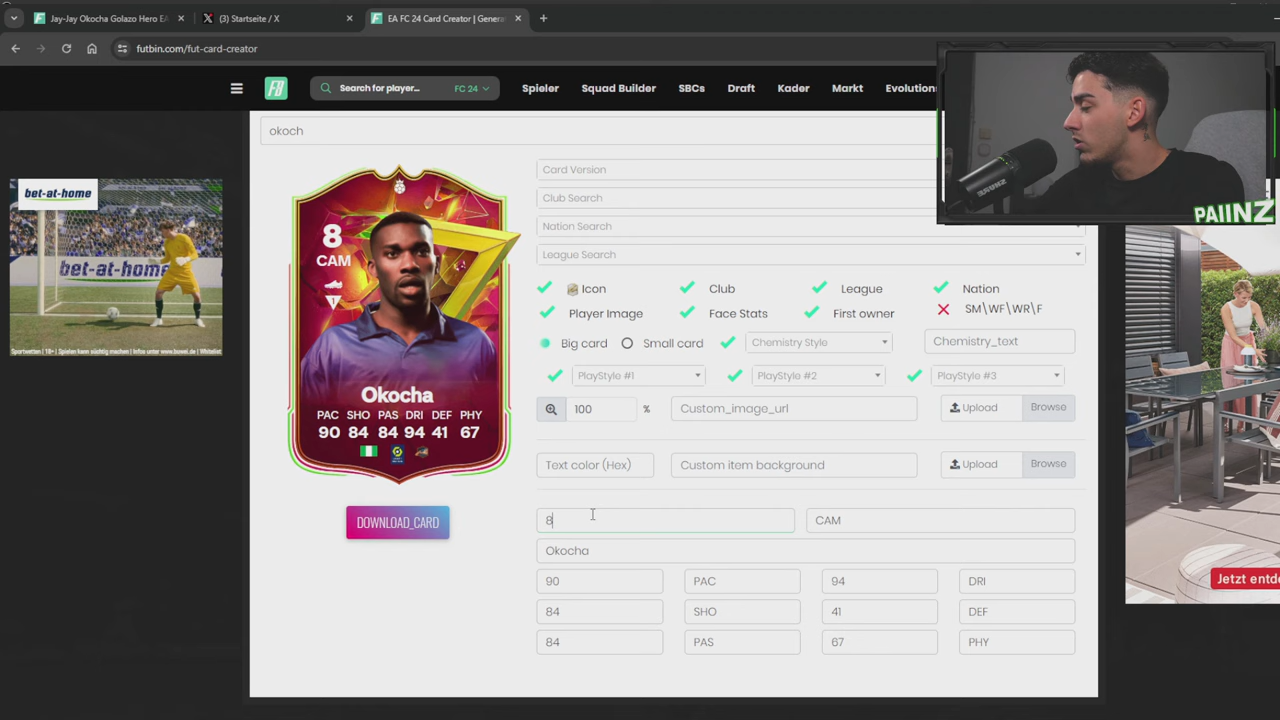 Jay-Jay Okocha Golazo Hero EA
(3) Startseite / X
EA FC 24 Card Creator | Genera
futbin.com/fut-card-creator
FB
Search for player...
FC 24
Spieler
Squad Builder
SBCs
Draft
Kader
Markt
Evolution
okoch
bet-at-home
bet-at-home
8
CAM
1
Okocha
PAC SHO PAS DRI DEF PHY
90 84 84 94 41 67
DOWNLOAD_CARD
Card Version
Club Search
Nation Search
League Search
Icon
Club
League
Nation
Player Image
Face Stats
First owner
SM\WF\WR\F
Big card
Small card
Chemistry Style
Chemistry_text
PlayStyle #1
PlayStyle #2
PlayStyle #3
100
%
Custom_image_url
Upload
Browse
Text color (Hex)
Custom item background
Upload
Browse
8
CAM
Okocha
90
PAC
94
DRI
84
SHO
41
DEF
84
PAS
67
PHY
PAIINZ
Jetzt entde